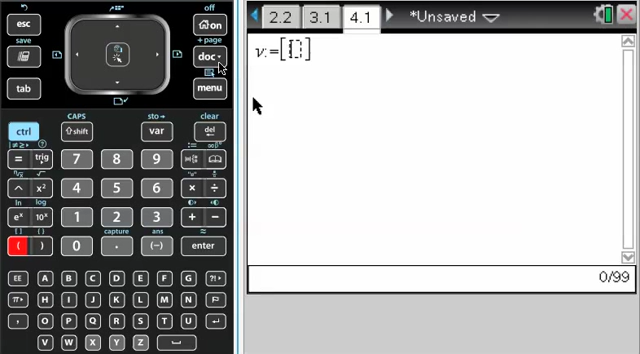 off
esc
on
save
+ page
doc
tab
menu
CAPS
sto→
clear
ctrl
⇧shift
var
del
|≠≥▸
:=
= trig 7 8 9
√
^ x² 4 5 6 × ÷
ln log
eˣ 10ˣ 1 2 3 + −
[ ] { } capture ans ≈
( ) 0 . (−) enter
EE A B C D E F G ?!▸
π▸ H I J K L M N
, O P Q R S T U ↵
V W X Y Z
2.2 3.1 4.1 *Unsaved
v:=[ ]
0/99